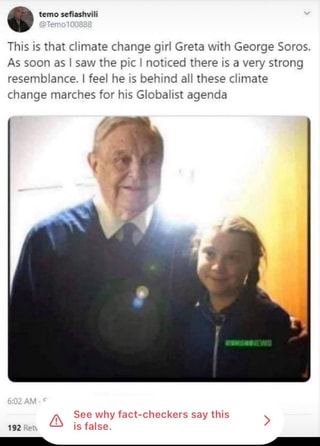 temo sefiashvili
@Temo100888
This is that climate change girl Greta with George Soros.
As soon as I saw the pic I noticed there is a very strong
resemblance. I feel he is behind all these climate
change marches for his Globalist agenda
6:02 AM
See why fact-checkers say this
is false.
192